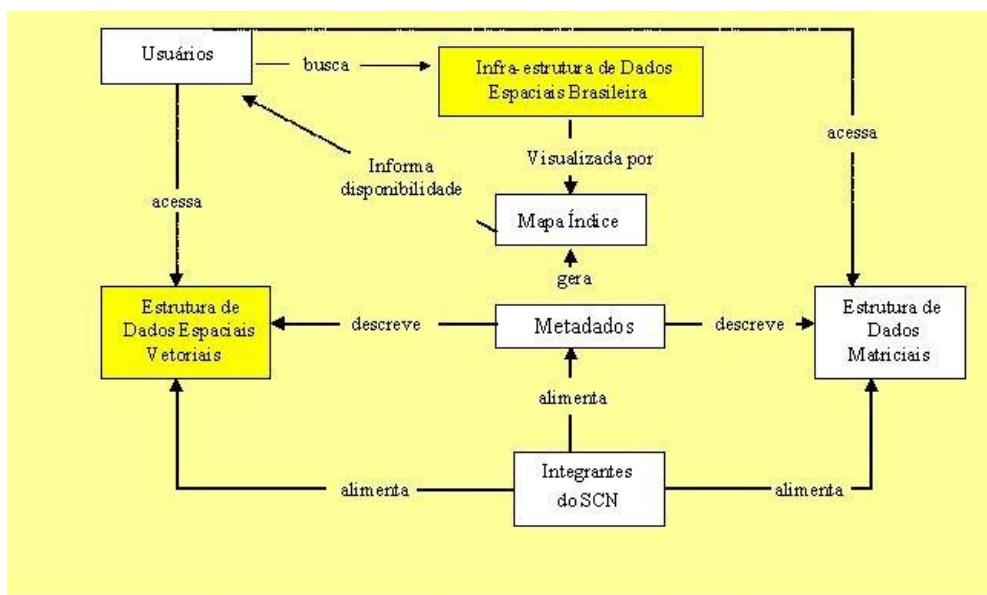 Usuários
busca
Infra-estrutura de Dados
Espaciais Brasileira
acessa
Visualizada por
Informa
disponibilidade
acessa
Mapa Índice
gera
Estrutura de
Dados Espaciais
Vetoriais
descreve
Metadados
descreve
Estrutura de
Dados
Matriciais
alimenta
Integrantes
do SCN
alimenta
alimenta